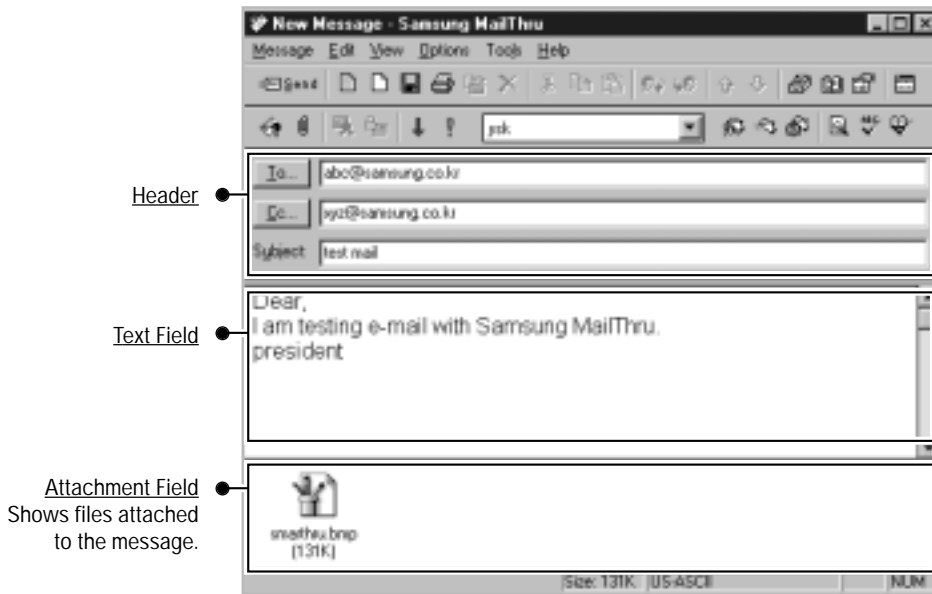 New Message - Samsung MailThru
Message Edit View Options Tools Help
Send
ysk
Header
To... abc@samsung.co.kr
Cc... xyz@samsung.co.kr
Subject test mail
Text Field
Dear,
I am testing e-mail with Samsung MailThru.
president
Attachment Field
Shows files attached
to the message.
smarthru.bmp
(131K)
Size: 131K US-ASCII NUM